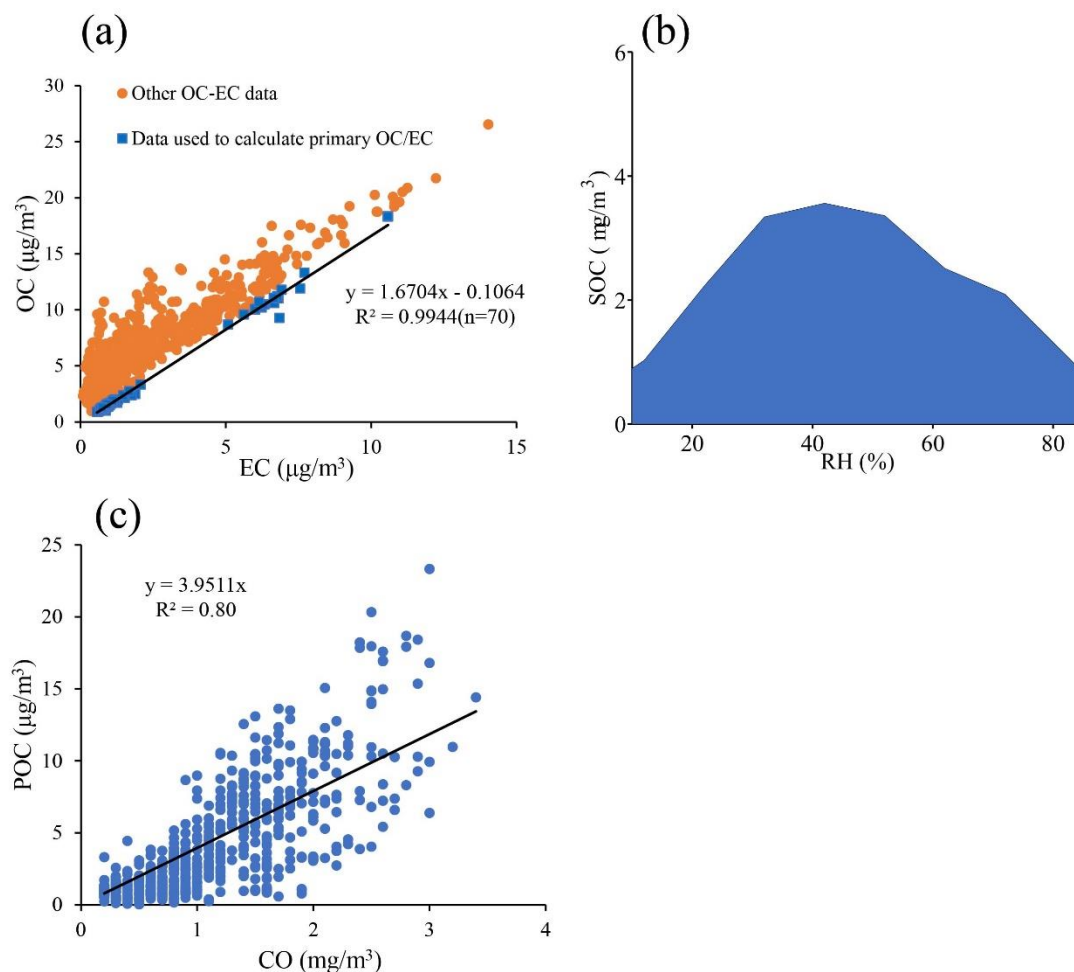 (a)
30
25
20
15
10
5
0
OC (μg/m³)
Other OC-EC data
Data used to calculate primary OC/EC
y = 1.6704x - 0.1064
R² = 0.9944(n=70)
0 5 10 15
EC (μg/m³)
(b)
6
4
2
0
SOC ( mg/m³)
20 40 60 80
RH (%)
(c)
25
20
15
10
5
0
POC (μg/m³)
y = 3.9511x
R² = 0.80
0 1 2 3 4
CO (mg/m³)